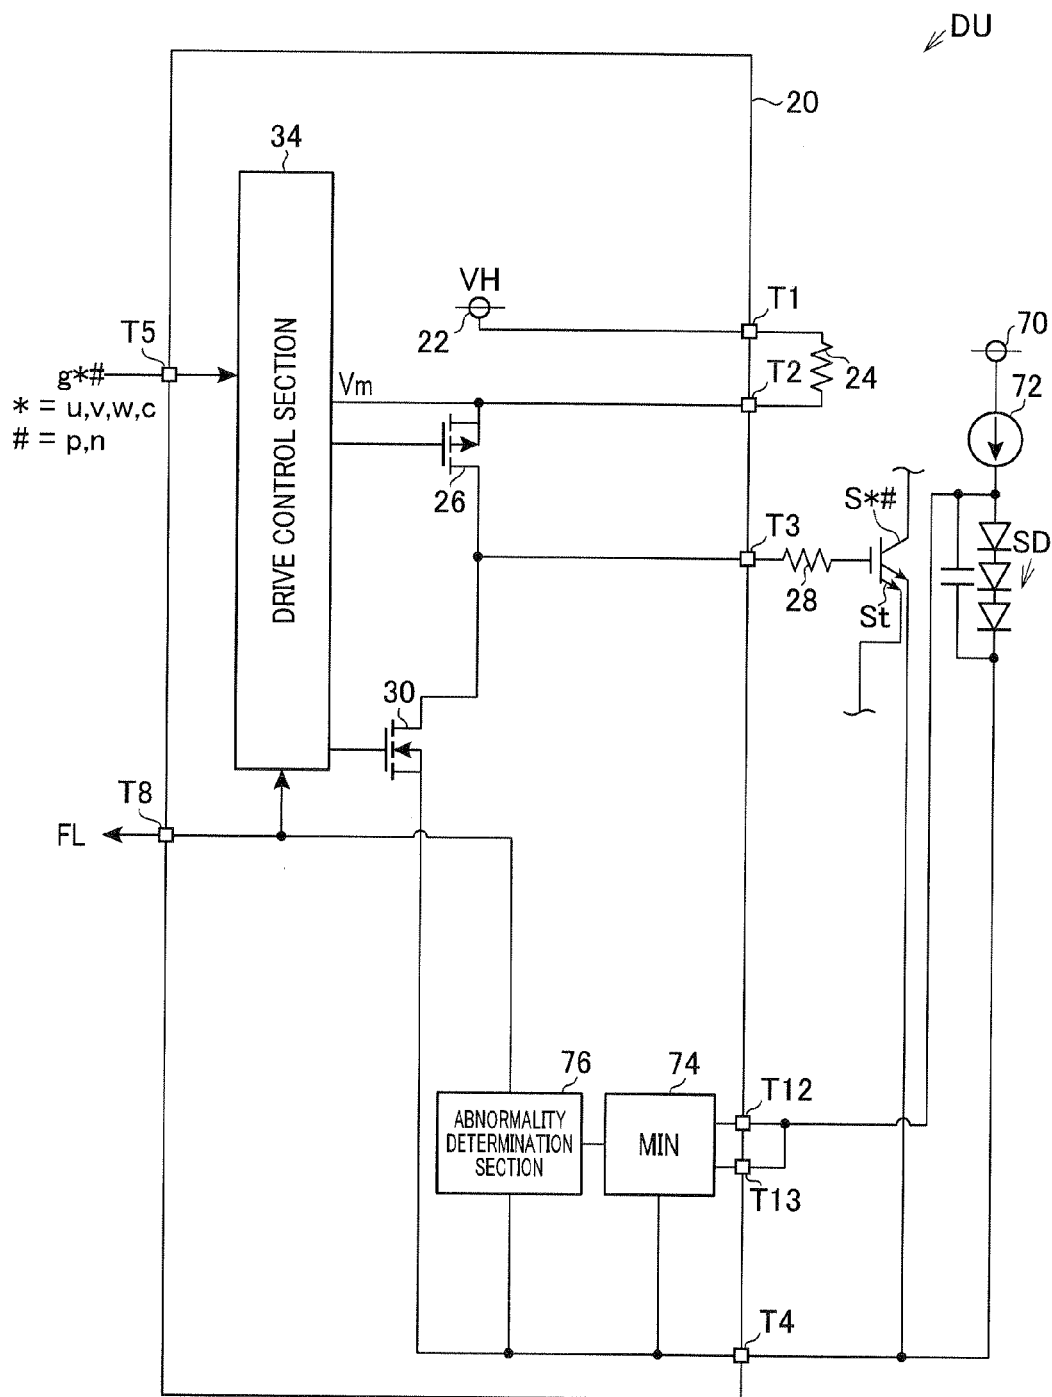 DU
20
34
VH
22
T1
T5
g*#
* = u,v,w,c
# = p,n
DRIVE CONTROL SECTION
Vm
T2
24
70
72
26
T3
S*#
SD
28
St
30
T8
FL
76
74
T12
ABNORMALITY
DETERMINATION
SECTION
MIN
T13
T4